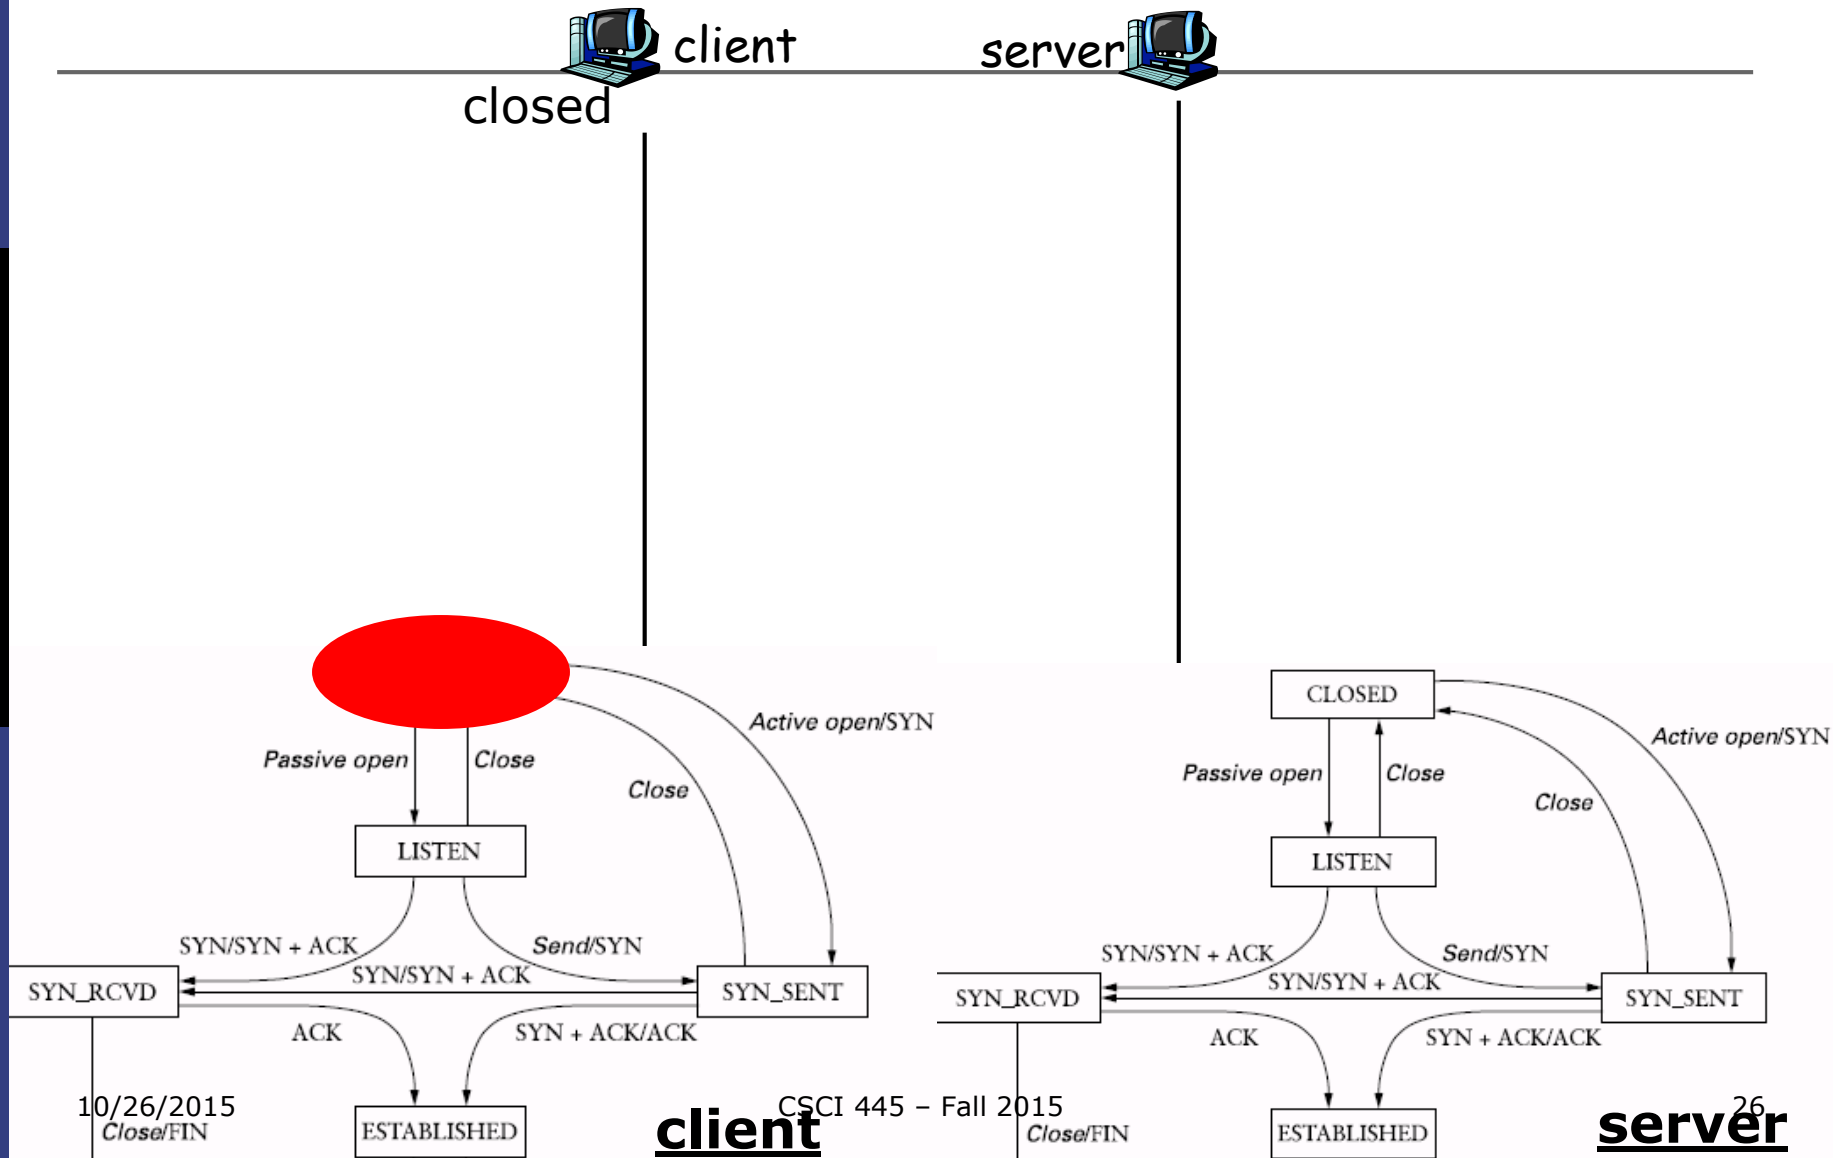 client
server
closed
Passive open
Close
Close
Active open/SYN
LISTEN
SYN/SYN + ACK
Send/SYN
SYN/SYN + ACK
SYN_RCVD
SYN_SENT
ACK
SYN + ACK/ACK
Close/FIN
ESTABLISHED
client
CLOSED
Passive open
Close
Close
Active open/SYN
LISTEN
SYN/SYN + ACK
Send/SYN
SYN/SYN + ACK
SYN_RCVD
SYN_SENT
ACK
SYN + ACK/ACK
Close/FIN
ESTABLISHED
server
10/26/2015
CSCI 445 – Fall 2015
26